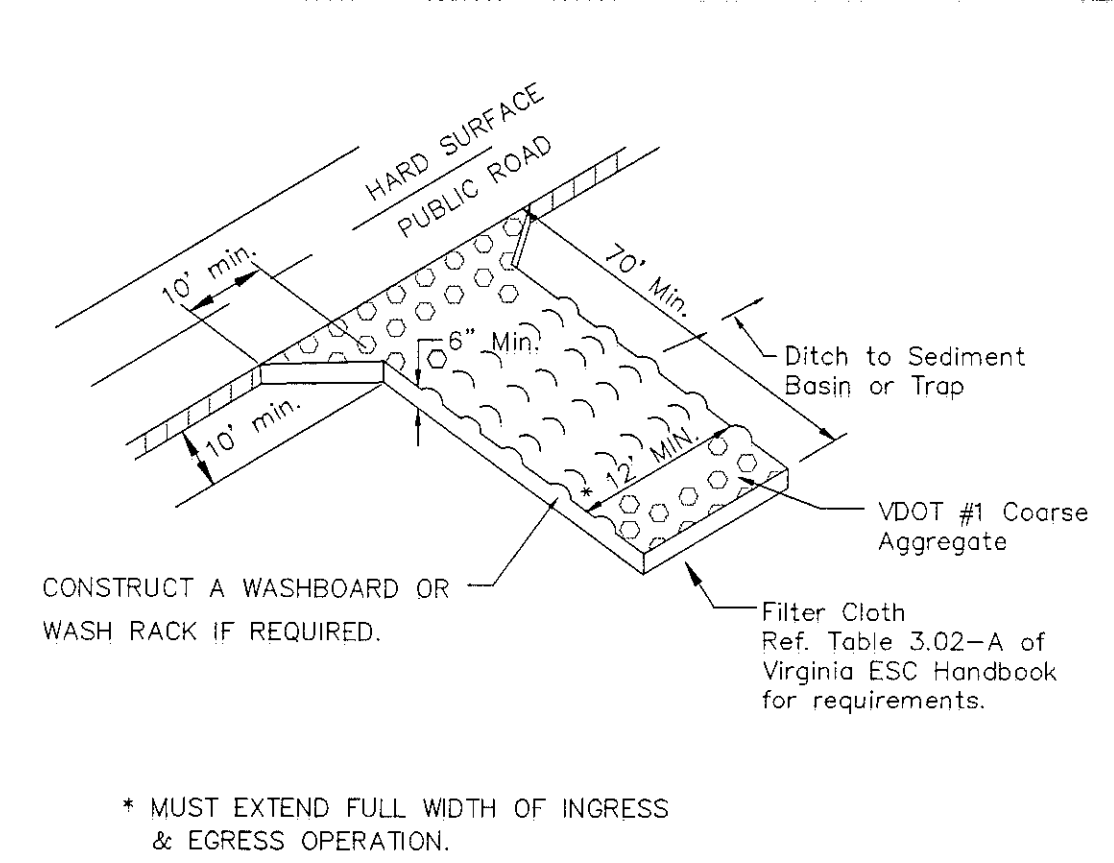 HARD SURFACE
PUBLIC ROAD
10' min.
70' Min.
6" Min.
Ditch to Sediment
Basin or Trap
10' min.
* 12' MIN.
VDOT #1 Coarse
Aggregate
CONSTRUCT A WASHBOARD OR
WASH RACK IF REQUIRED.
Filter Cloth
Ref. Table 3.02-A of
Virginia ESC Handbook
for requirements.
* MUST EXTEND FULL WIDTH OF INGRESS
& EGRESS OPERATION.